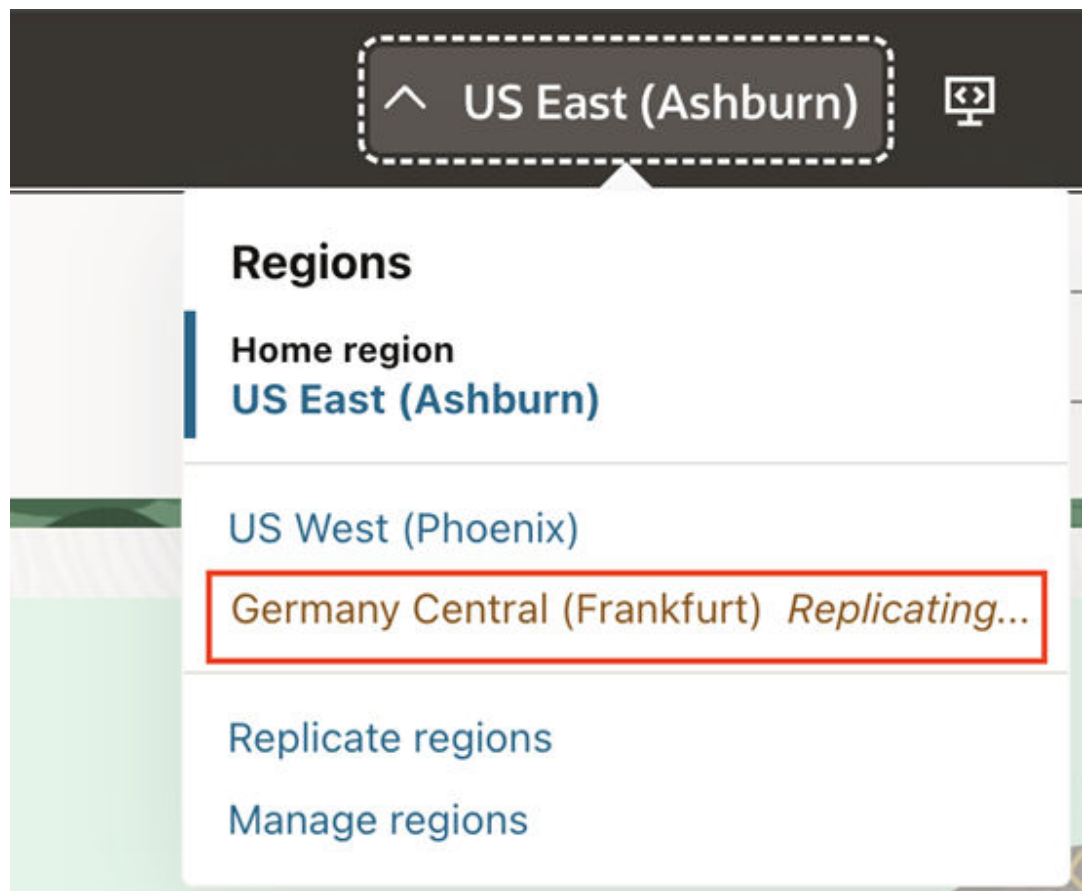 US East (Ashburn)
Regions
Home region
US East (Ashburn)
US West (Phoenix)
Germany Central (Frankfurt) Replicating...
Replicate regions
Manage regions